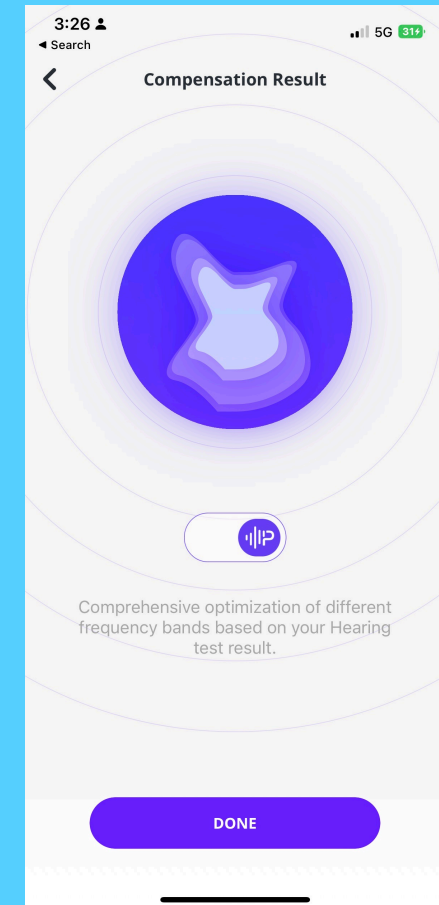 3:26
5G 31
◀ Search
Compensation Result
Comprehensive optimization of different
frequency bands based on your Hearing
test result.
DONE